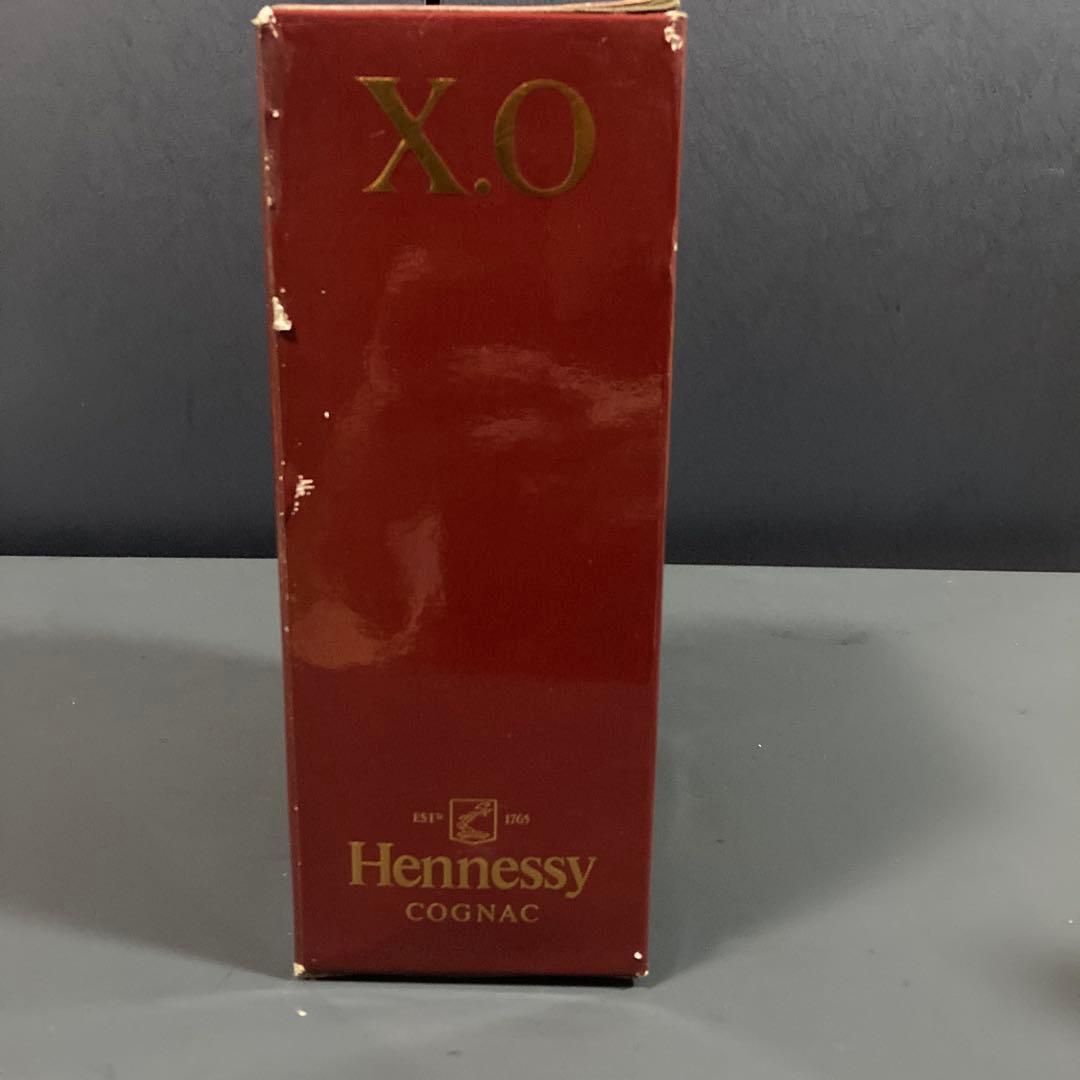 X.O
ESTD 1765
Hennessy
COGNAC